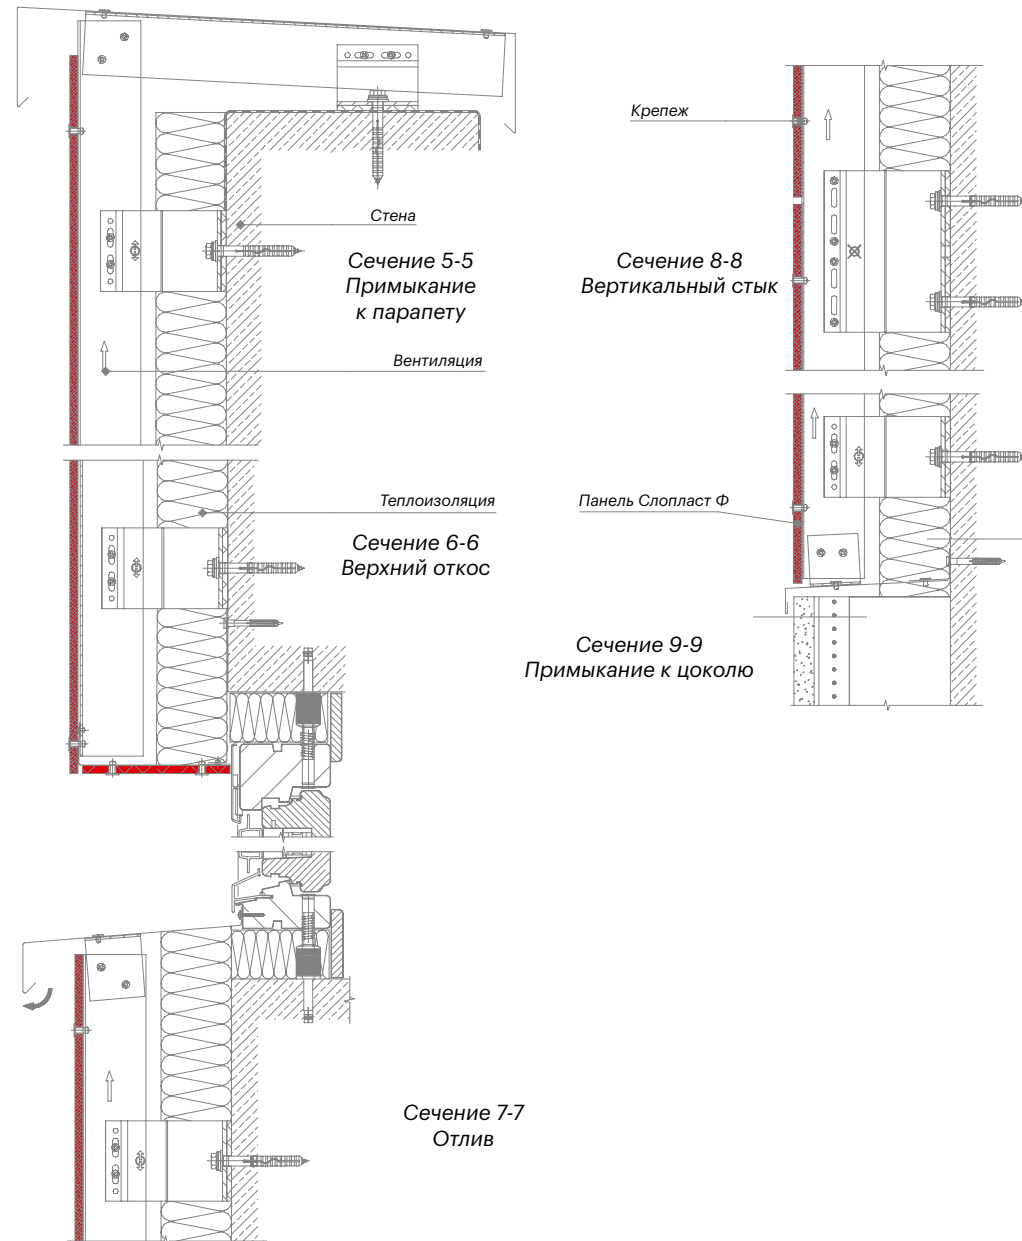 Крепеж
Стена
Сечение 5-5
Примыкание
к парапету
Сечение 8-8
Вертикальный стык
Вентиляция
Теплоизоляция
Панель Слопласт Ф
Сечение 6-6
Верхний откос
Сечение 9-9
Примыкание к цоколю
Сечение 7-7
Отлив